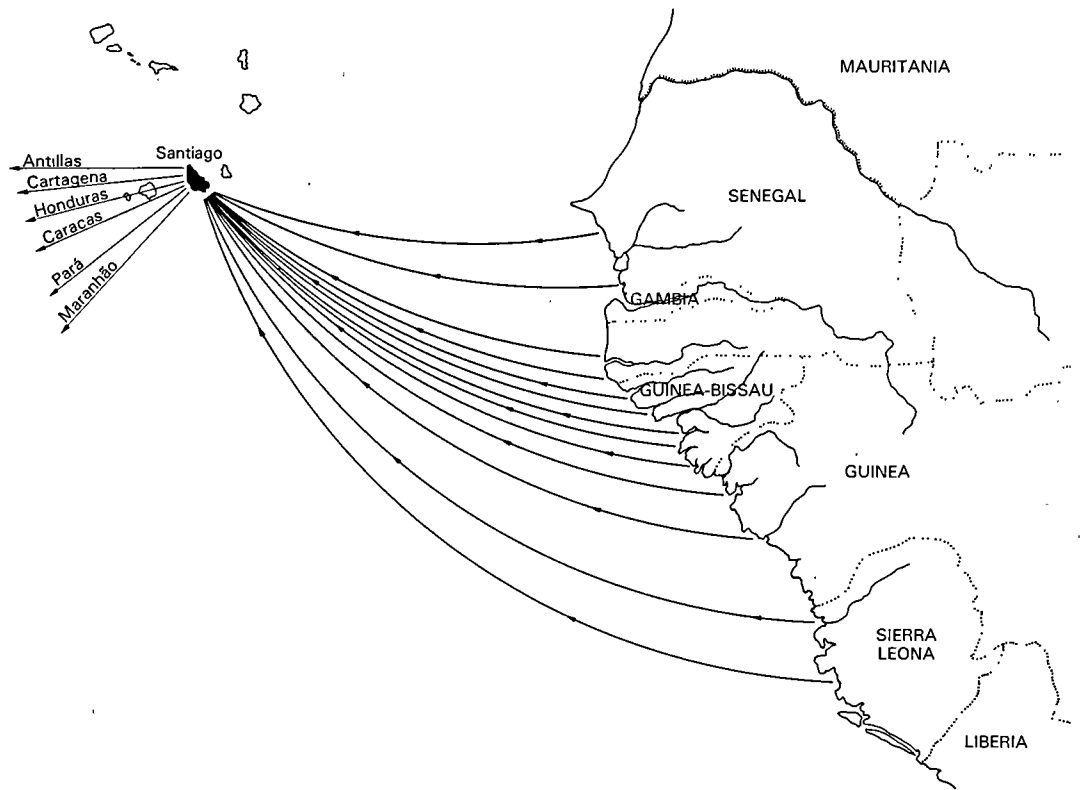 MAURITANIA
Santiago
Antillas
Cartagena
Honduras
Caracas
Pará
Maranhão
SENEGAL
GAMBIA
GUINEA-BISSAU
GUINEA
SIERRA
LEONA
LIBERIA